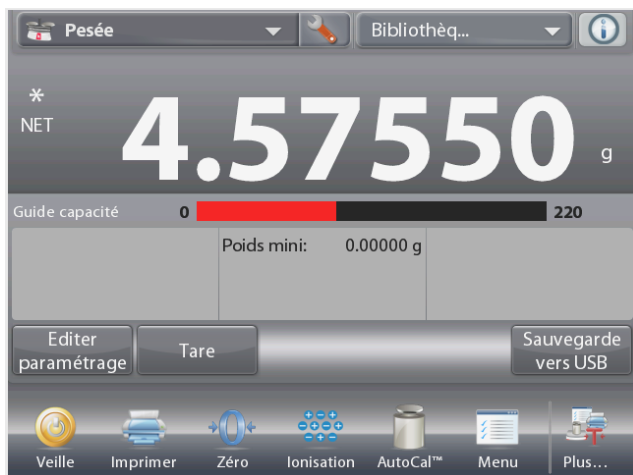 Pesée
Bibliothèq...
*
NET
4.57550 g
Guide capacité 0 220
Poids mini: 0.00000 g
Editer
paramétrage
Tare
Sauvegarde
vers USB
Veille Imprimer Zéro Ionisation AutoCal™ Menu Plus...